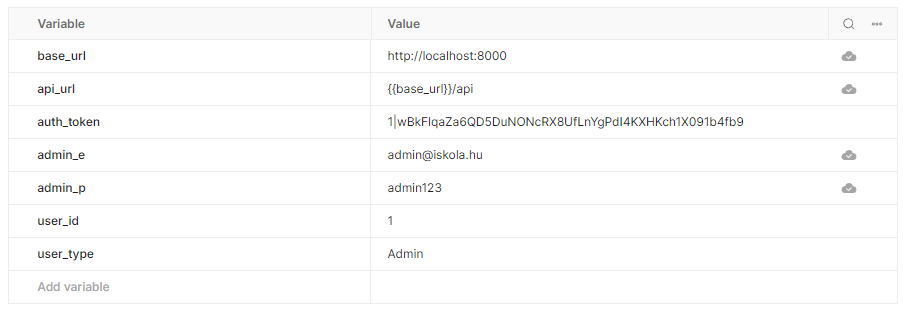 Variable Value
base_url http://localhost:8000
api_url {{base_url}}/api
auth_token 1|wBkFIqaZa6QD5DuNONcRX8UfLnYgPdI4KXHKch1X091b4fb9
admin_e admin@iskola.hu
admin_p admin123
user_id 1
user_type Admin
Add variable